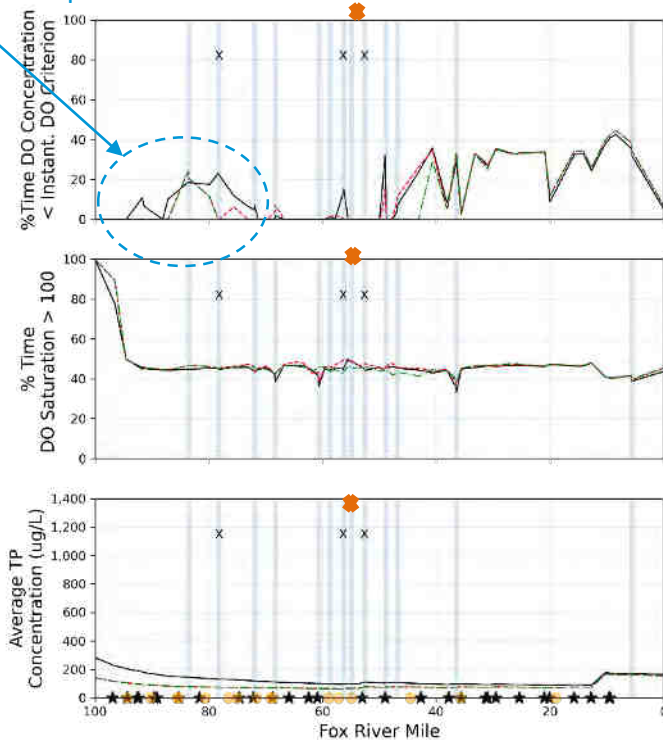 %Time DO Concentration
< Instant. DO Criterion
100
80
60
40
20
0
X X X
% Time
DO Saturation > 100
100
80
60
40
20
0
X X X
Average TP
Concentration (ug/L)
1,400
1,200
1,000
800
600
400
200
0
X X X
100 80 60 40 20 0
Fox River Mile